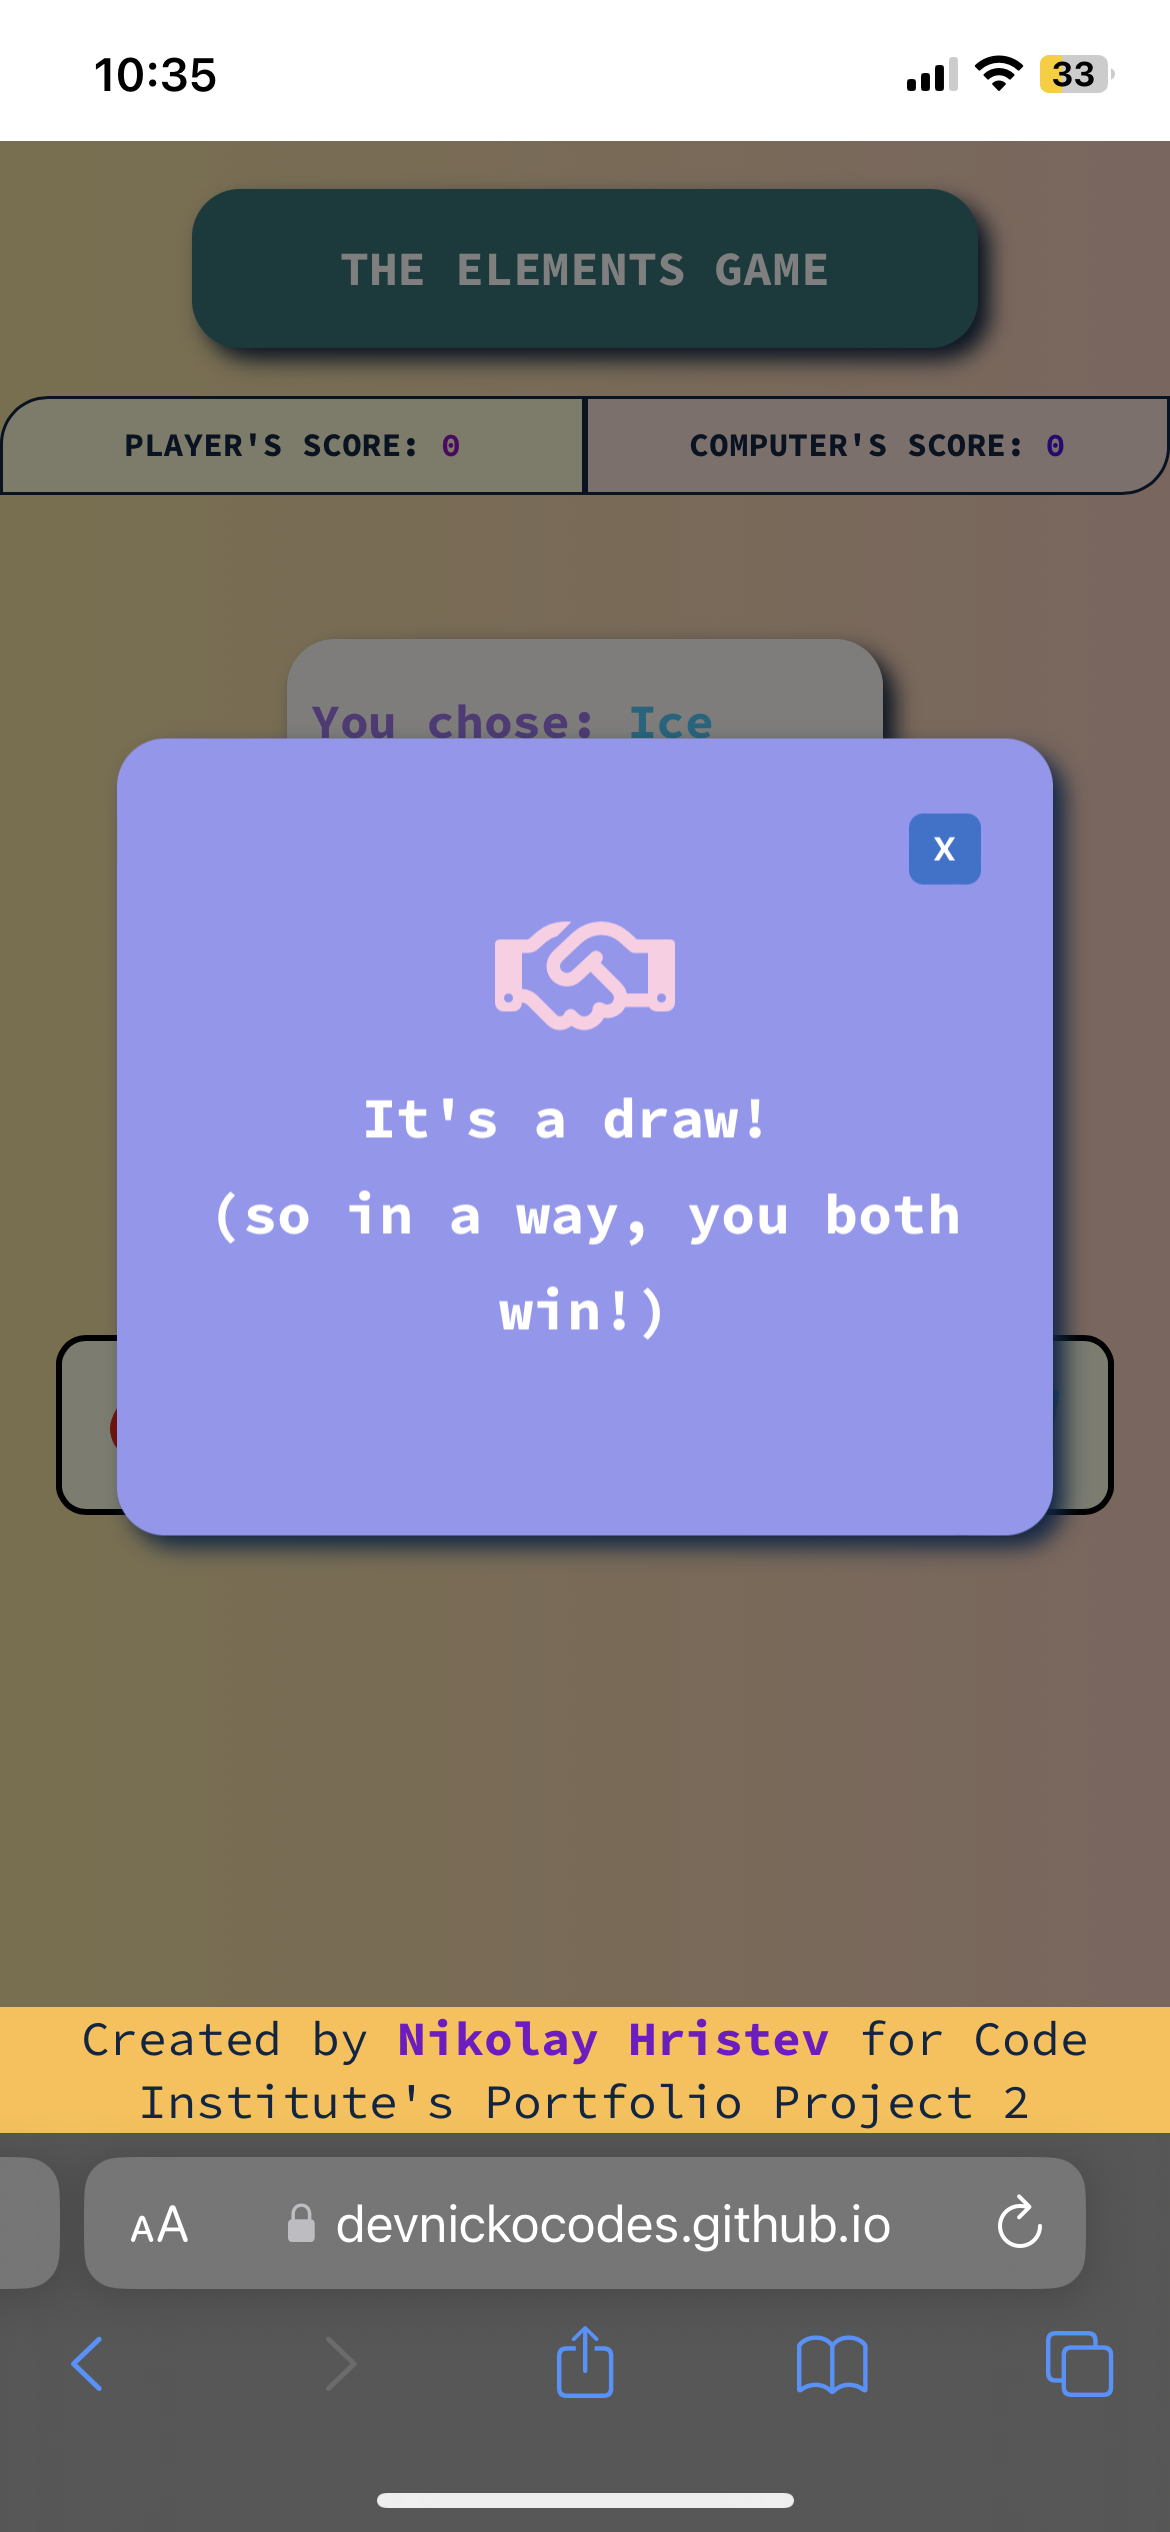 10:35
33
THE ELEMENTS GAME
PLAYER'S SCORE: 0
COMPUTER'S SCORE: 0
You chose: Ice
X
It's a draw!
(so in a way, you both
win!)
Created by Nikolay Hristev for Code
Institute's Portfolio Project 2
AA
devnickocodes.github.io